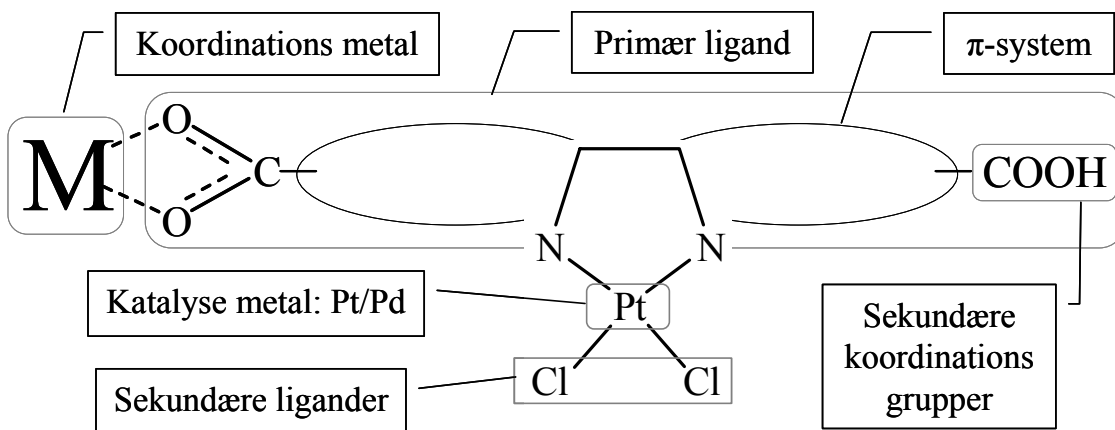 Koordinations metal
Primær ligand
π-system
M
O
C
O
COOH
N
N
Katalyse metal: Pt/Pd
Pt
Sekundære ligander
Cl
Cl
Sekundære
koordinations
grupper